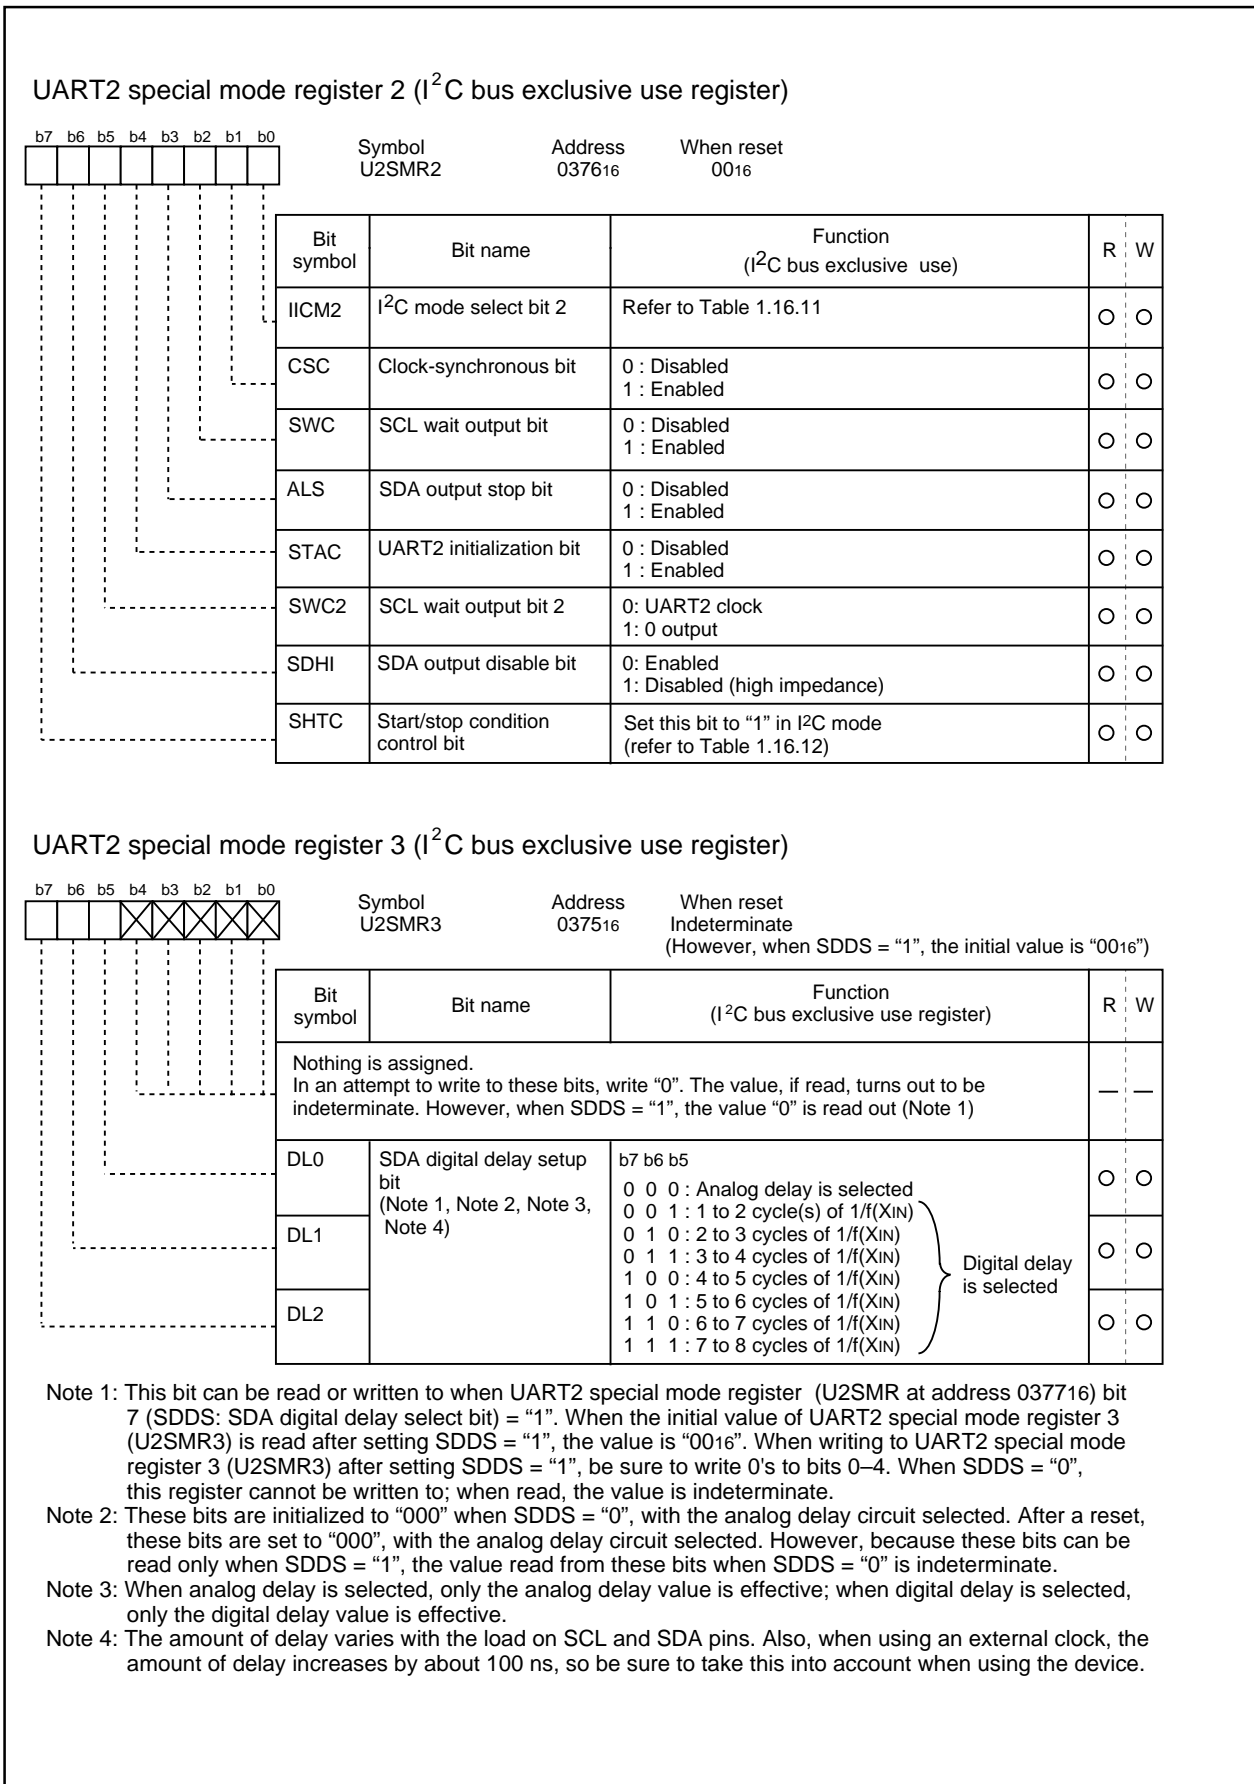 UART2 special mode register 2 (I²C bus exclusive use register)
b7 b6 b5 b4 b3 b2 b1 b0
Symbol Address When reset
U2SMR2 037616 0016
Bit symbol Bit name Function (I²C bus exclusive use) R W
IICM2 I²C mode select bit 2 Refer to Table 1.16.11
CSC Clock-synchronous bit 0 : Disabled
1 : Enabled
SWC SCL wait output bit 0 : Disabled
1 : Enabled
ALS SDA output stop bit 0 : Disabled
1 : Enabled
STAC UART2 initialization bit 0 : Disabled
1 : Enabled
SWC2 SCL wait output bit 2 0: UART2 clock
1: 0 output
SDHI SDA output disable bit 0: Enabled
1: Disabled (high impedance)
SHTC Start/stop condition control bit Set this bit to “1” in I²C mode
(refer to Table 1.16.12)
UART2 special mode register 3 (I²C bus exclusive use register)
b7 b6 b5 b4 b3 b2 b1 b0
Symbol Address When reset
U2SMR3 037516 Indeterminate
(However, when SDDS = “1”, the initial value is “0016”)
Bit symbol Bit name Function (I²C bus exclusive use register) R W
Nothing is assigned.
In an attempt to write to these bits, write “0”. The value, if read, turns out to be
indeterminate. However, when SDDS = “1”, the value “0” is read out (Note 1)
— —
DL0 SDA digital delay setup
bit
(Note 1, Note 2, Note 3,
Note 4)
DL1
DL2
b7 b6 b5
0 0 0 : Analog delay is selected
0 0 1 : 1 to 2 cycle(s) of 1/f(XIN)
0 1 0 : 2 to 3 cycles of 1/f(XIN)
0 1 1 : 3 to 4 cycles of 1/f(XIN)
1 0 0 : 4 to 5 cycles of 1/f(XIN)
1 0 1 : 5 to 6 cycles of 1/f(XIN)
1 1 0 : 6 to 7 cycles of 1/f(XIN)
1 1 1 : 7 to 8 cycles of 1/f(XIN)
Digital delay
is selected
Note 1: This bit can be read or written to when UART2 special mode register (U2SMR at address 037716) bit
7 (SDDS: SDA digital delay select bit) = “1”. When the initial value of UART2 special mode register 3
(U2SMR3) is read after setting SDDS = “1”, the value is “0016”. When writing to UART2 special mode
register 3 (U2SMR3) after setting SDDS = “1”, be sure to write 0's to bits 0–4. When SDDS = “0”,
this register cannot be written to; when read, the value is indeterminate.
Note 2: These bits are initialized to “000” when SDDS = “0”, with the analog delay circuit selected. After a reset,
these bits are set to “000”, with the analog delay circuit selected. However, because these bits can be
read only when SDDS = “1”, the value read from these bits when SDDS = “0” is indeterminate.
Note 3: When analog delay is selected, only the analog delay value is effective; when digital delay is selected,
only the digital delay value is effective.
Note 4: The amount of delay varies with the load on SCL and SDA pins. Also, when using an external clock, the
amount of delay increases by about 100 ns, so be sure to take this into account when using the device.